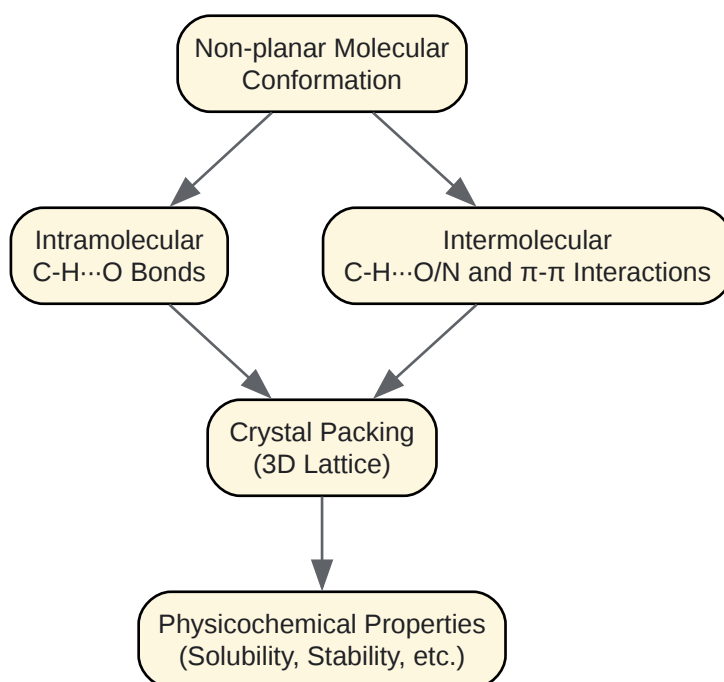 Non-planar Molecular
Conformation
Intramolecular
C-H···O Bonds
Intermolecular
C-H···O/N and π-π Interactions
Crystal Packing
(3D Lattice)
Physicochemical Properties
(Solubility, Stability, etc.)